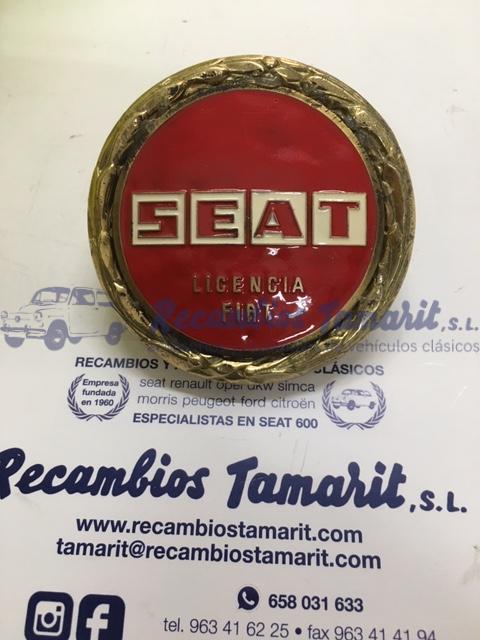 SEAT
LICENCIA
FIAT.
Recambios Tamarit, S.L.
vehículos clásicos
RECAMBIOS Y CLÁSICOS
Empresa
fundada
en 1960
seat renault opel dkw simca
morris peugeot ford citroën
ESPECIALISTAS EN SEAT 600
Recambios Tamarit, S.L.
www.recambiostamarit.com
tamarit@recambiostamarit.com
658 031 633
tel. 963 41 62 25 • fax 963 41 41 94